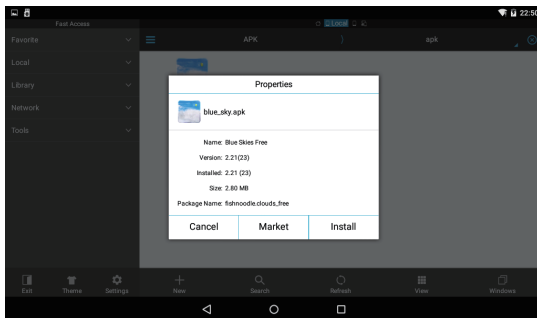 22:50
Fast Access
Local
Favorite
APK
apk
Local
Library
Network
Tools
Properties
blue_sky.apk
Name: Blue Skies Free
Version: 2.21(23)
Installed: 2.21 (23)
Size: 2.80 MB
Package Name: fishnoodle.clouds_free
Cancel
Market
Install
Exit
Theme
Settings
New
Search
Refresh
View
Windows